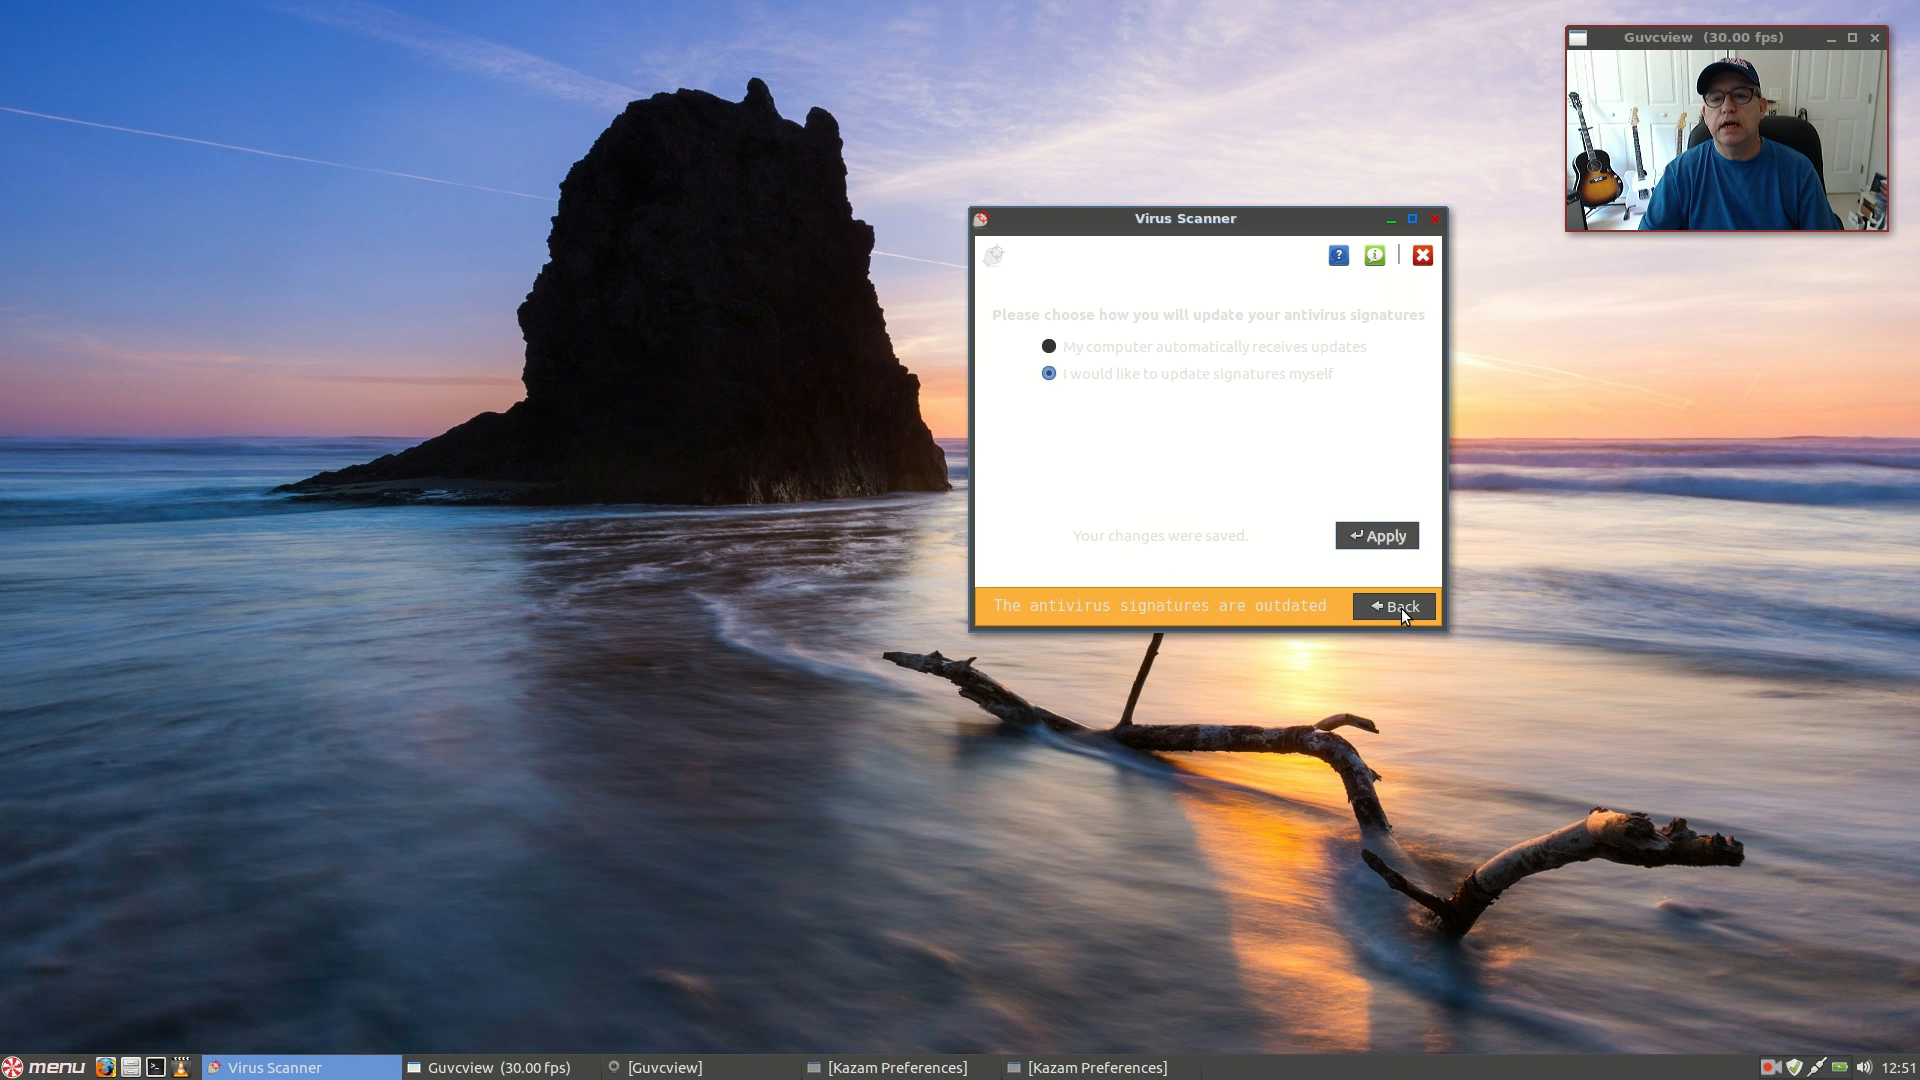 Guvcview (30.00 fps)
Virus Scanner
Please choose how you will update your antivirus signatures
My computer automatically receives updates
I would like to update signatures myself
Your changes were saved.
Apply
The antivirus signatures are outdated
Back
menu
Virus Scanner
Guvcview (30.00 fps)
[Guvcview]
[Kazam Preferences]
[Kazam Preferences]
12:51